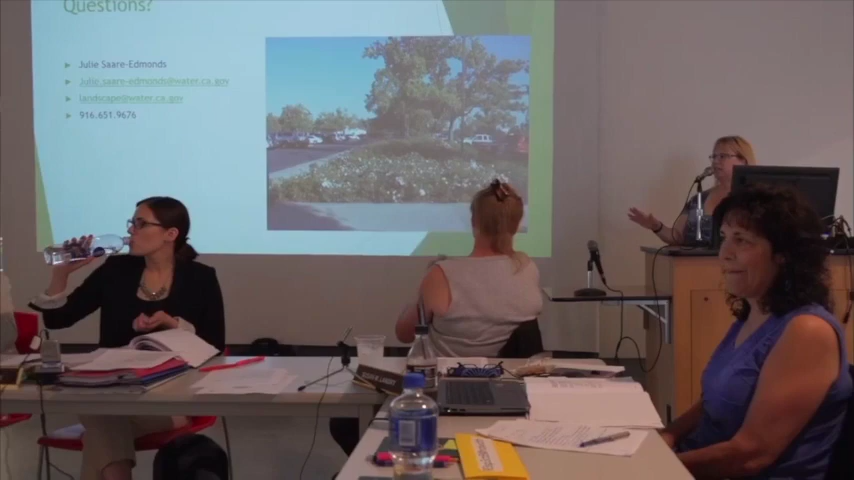 Questions?
Julie Saare-Edmonds
Julie.saare-edmonds@water.ca.gov
landscape@water.ca.gov
916.651.9676